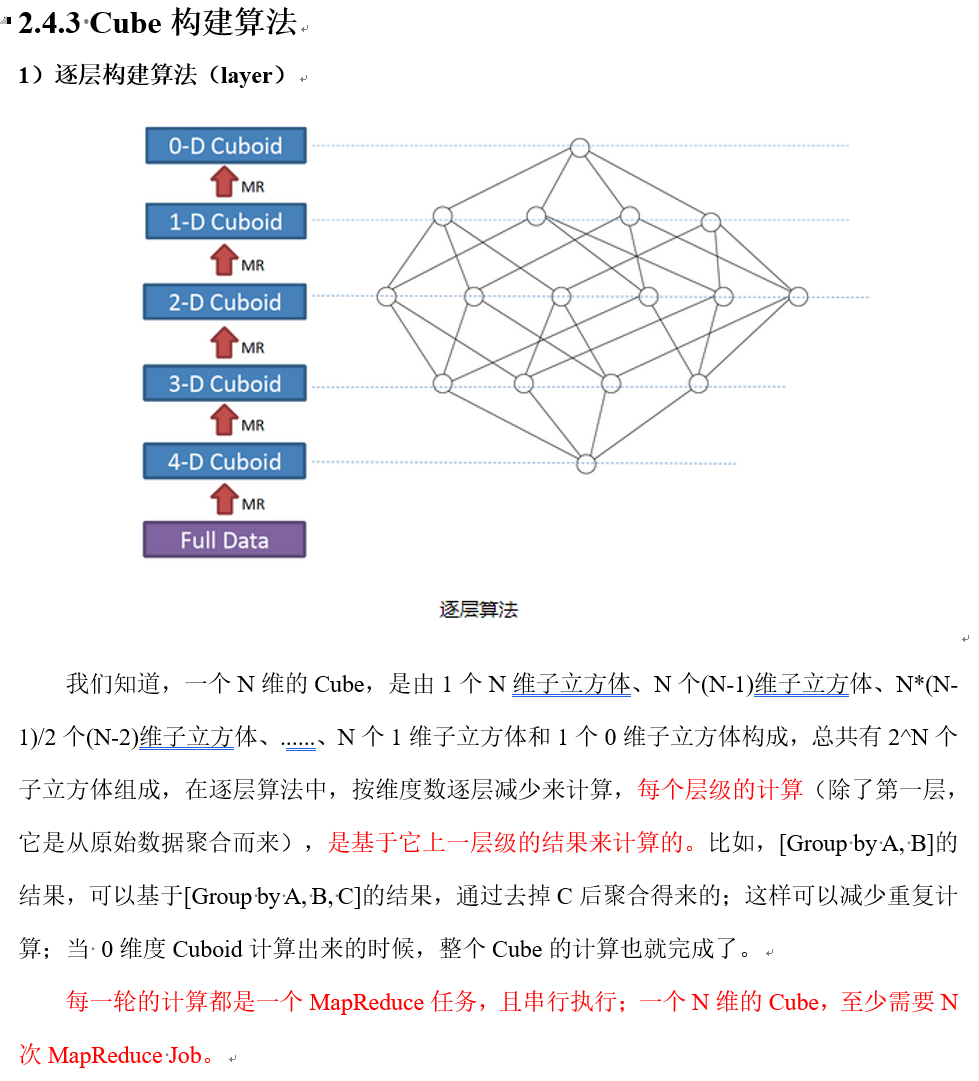 2.4.3 Cube 构建算法
1）逐层构建算法（layer）
0-D Cuboid
MR
1-D Cuboid
MR
2-D Cuboid
MR
3-D Cuboid
MR
4-D Cuboid
MR
Full Data
逐层算法
我们知道，一个 N 维的 Cube，是由 1 个 N 维子立方体、N 个(N-1)维子立方体、N*(N-
1)/2 个(N-2)维子立方体、......、N 个 1 维子立方体和 1 个 0 维子立方体构成，总共有 2^N 个
子立方体组成，在逐层算法中，按维度数逐层减少来计算，每个层级的计算（除了第一层，
它是从原始数据聚合而来），是基于它上一层级的结果来计算的。比如，[Group by A, B]的
结果，可以基于[Group by A, B, C]的结果，通过去掉 C 后聚合得来的；这样可以减少重复计
算；当 0 维度 Cuboid 计算出来的时候，整个 Cube 的计算也就完成了。
每一轮的计算都是一个 MapReduce 任务，且串行执行；一个 N 维的 Cube，至少需要 N
次 MapReduce Job。